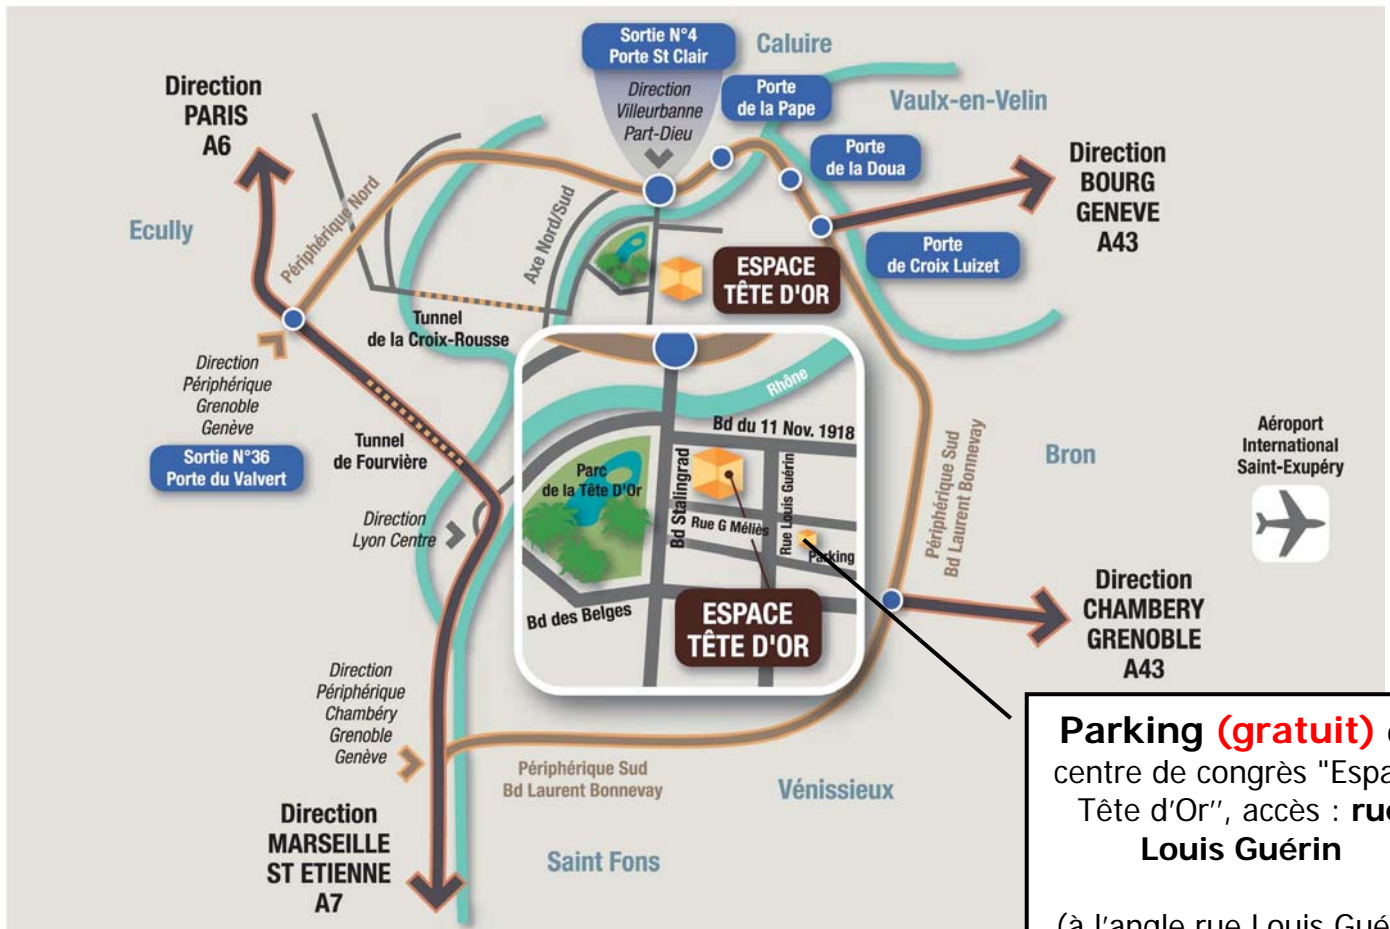 Sortie N°4
Porte St Clair
Direction
Villeurbanne
Part-Dieu
Caluire
Porte
de la Pape
Vaulx-en-Velin
Porte
de la Doua
Direction
PARIS
A6
Direction
BOURG
GENEVE
A43
Ecully
Périphérique Nord
Axe Nord/Sud
Porte
de Croix Luizet
ESPACE
TÊTE D'OR
Tunnel
de la Croix-Rousse
Direction
Périphérique
Grenoble
Genève
Sortie N°36
Porte du Valvert
Tunnel
de Fourvière
Direction
Lyon Centre
Rhône
Bd du 11 Nov. 1918
Parc
de la Tête D'Or
Bd Stalingrad
Rue Louis Guérin
Rue G Méliès
Parking
Bd des Belges
ESPACE
TÊTE D'OR
Périphérique Sud
Bd Laurent Bonnevay
Bron
Aéroport
International
Saint-Exupéry
Direction
CHAMBERY
GRENOBLE
A43
Direction
Périphérique
Chambéry
Grenoble
Genève
Périphérique Sud
Bd Laurent Bonnevay
Vénissieux
Direction
MARSEILLE
ST ETIENNE
A7
Saint Fons
Parking (gratuit)
centre de congrès "Espa
Tête d'Or'', accès : rue
Louis Guérin
(à l'angle rue Louis Gué